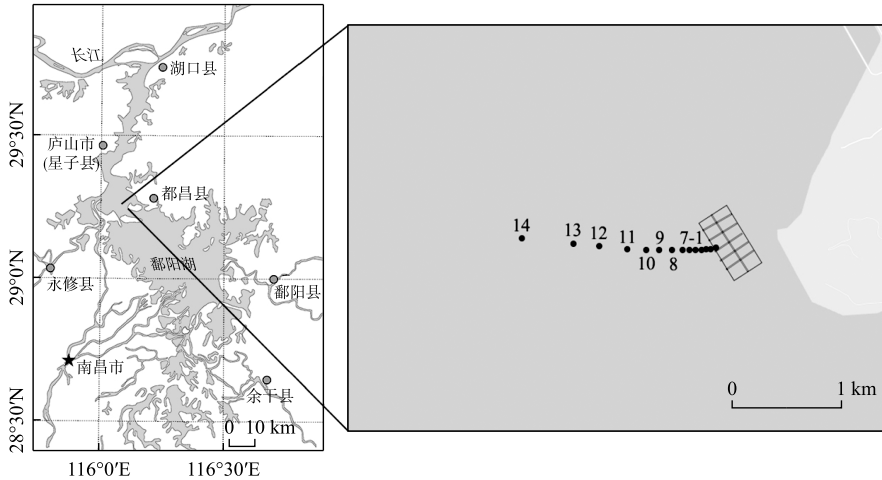 长江
湖口县
29°30′N
庐山市
(星子县)
都昌县
鄱阳湖
29°0′N
永修县
鄱阳县
南昌市
余干县
28°30′N
0 10 km
116°0′E
116°30′E
14
13
12
11
9
7-1
10
8
0
1 km